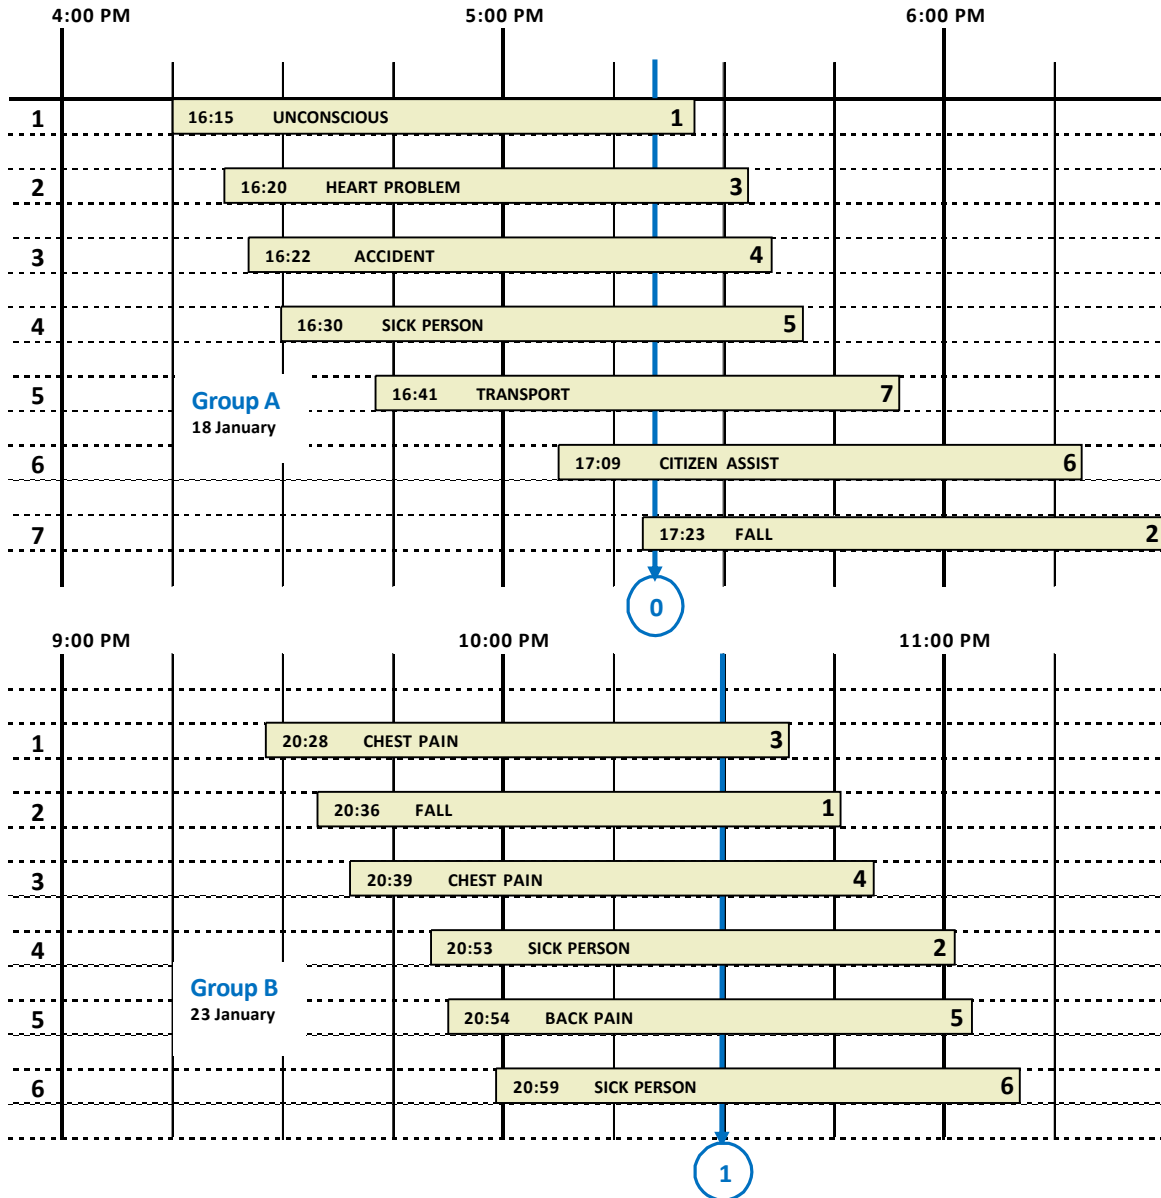 4:00 PM 5:00 PM 6:00 PM
1 16:15 UNCONSCIOUS 1
2 16:20 HEART PROBLEM 3
3 16:22 ACCIDENT 4
4 16:30 SICK PERSON 5
5 16:41 TRANSPORT 7
Group A
18 January
6 17:09 CITIZEN ASSIST 6
7 17:23 FALL 2
0
9:00 PM 10:00 PM 11:00 PM
1 20:28 CHEST PAIN 3
2 20:36 FALL 1
3 20:39 CHEST PAIN 4
4 20:53 SICK PERSON 2
Group B
23 January
5 20:54 BACK PAIN 5
6 20:59 SICK PERSON 6
1